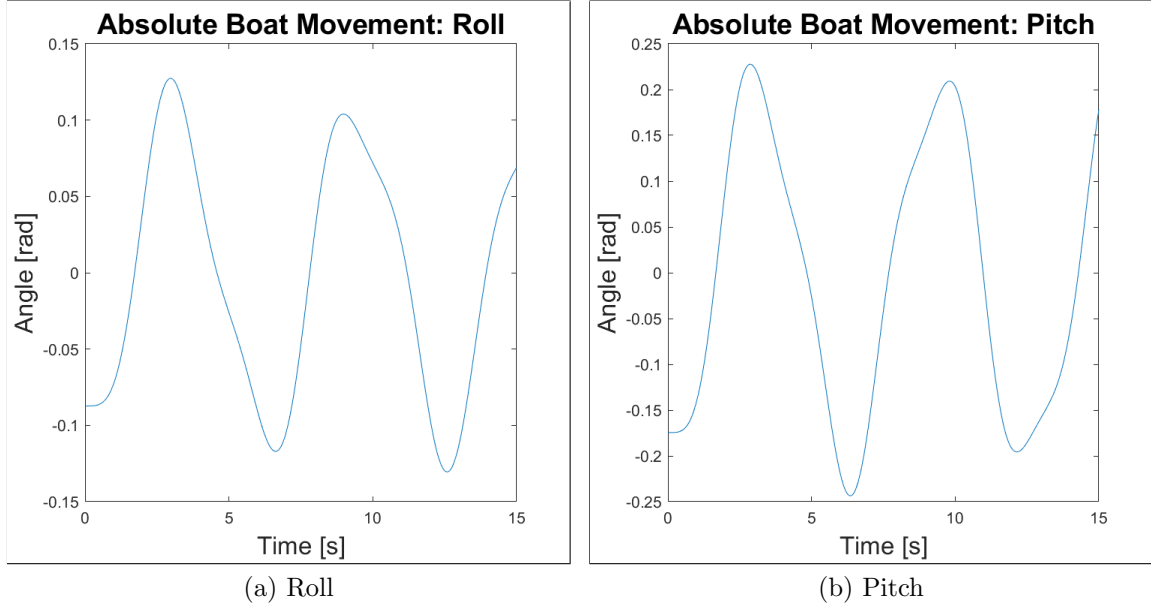 Absolute Boat Movement: Roll
0.15
0.1
0.05
0
-0.05
-0.1
-0.15
Angle [rad]
0 5 10 15
Time [s]
(a) Roll
Absolute Boat Movement: Pitch
0.25
0.2
0.15
0.1
0.05
0
-0.05
-0.1
-0.15
-0.2
-0.25
Angle [rad]
0 5 10 15
Time [s]
(b) Pitch